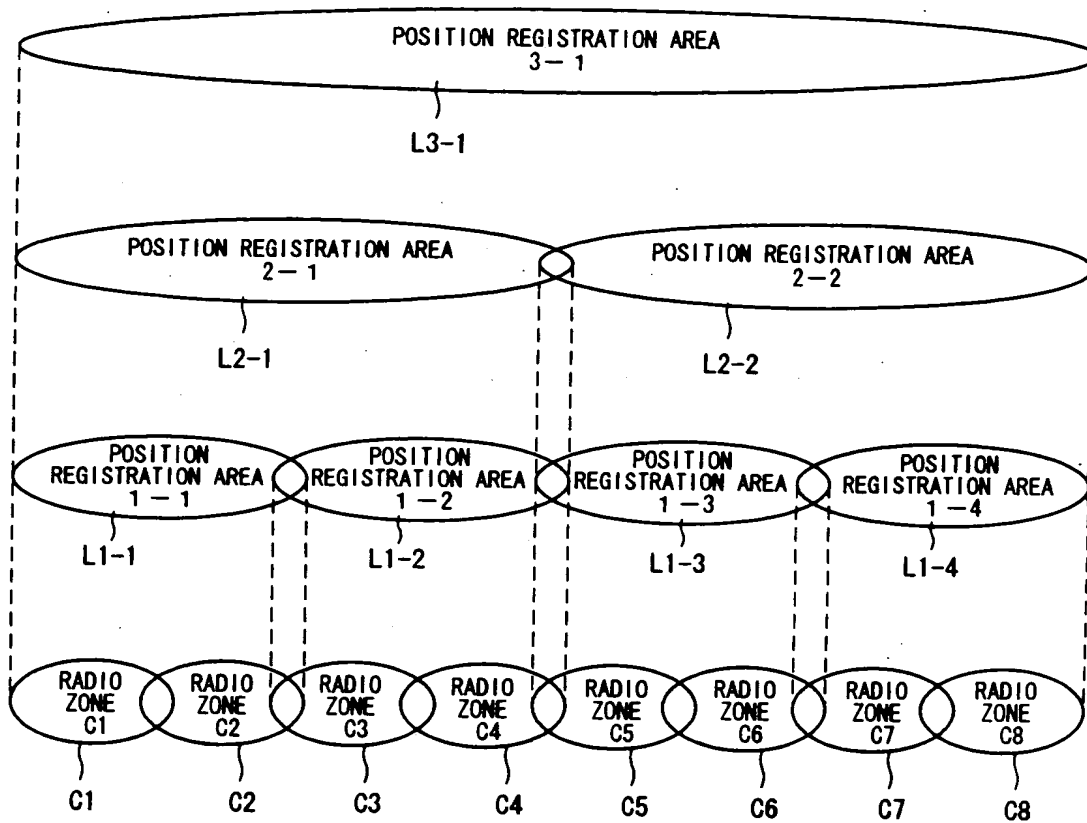 POSITION REGISTRATION AREA
3-1
L3-1
POSITION REGISTRATION AREA
2-1
POSITION REGISTRATION AREA
2-2
L2-1
L2-2
POSITION
REGISTRATION AREA
1-1
POSITION
REGISTRATION AREA
1-2
POSITION
REGISTRATION AREA
1-3
POSITION
REGISTRATION AREA
1-4
L1-1
L1-2
L1-3
L1-4
RADIO
ZONE
C1
RADIO
ZONE
C2
RADIO
ZONE
C3
RADIO
ZONE
C4
RADIO
ZONE
C5
RADIO
ZONE
C6
RADIO
ZONE
C7
RADIO
ZONE
C8
C1
C2
C3
C4
C5
C6
C7
C8